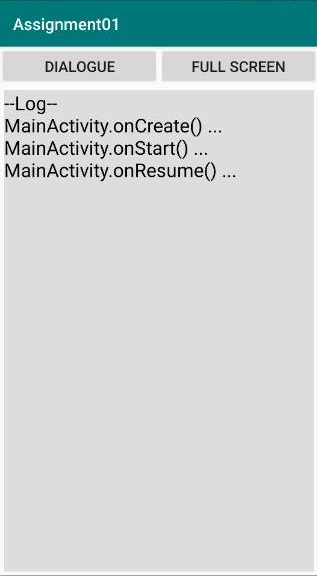 Assignment01
DIALOGUE FULL SCREEN
--Log--
MainActivity.onCreate() ...
MainActivity.onStart() ...
MainActivity.onResume() ...